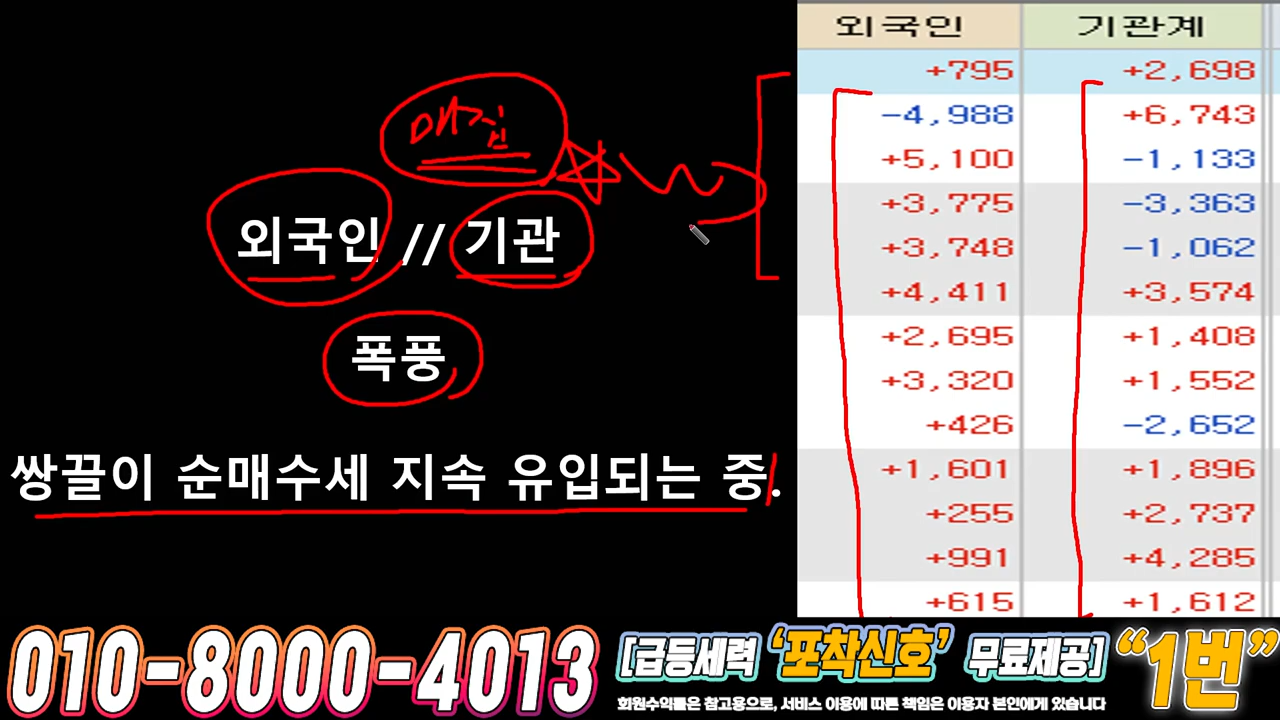 매집
외국인 // 기관
폭풍
쌍끌이 순매수세 지속 유입되는 중.
외국인 기관계
+795 +2,698
-4,988 +6,743
+5,100 -1,133
+3,775 -3,363
+3,748 -1,062
+4,411 +3,574
+2,695 +1,408
+3,320 +1,552
+426 -2,652
+1,601 +1,896
+255 +2,737
+991 +4,285
+615 +1,612
010-8000-4013 [급등세력 '포착신호' 무료제공] "1번"
회원수익률은 참고용으로, 서비스 이용에 따른 책임은 이용자 본인에게 있습니다